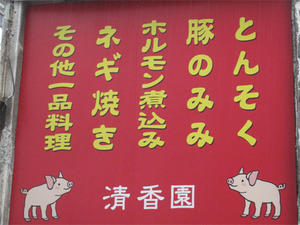 とんそく
豚のみみ
ホルモン煮込み
ネギ焼き
その他一品料理
清香園